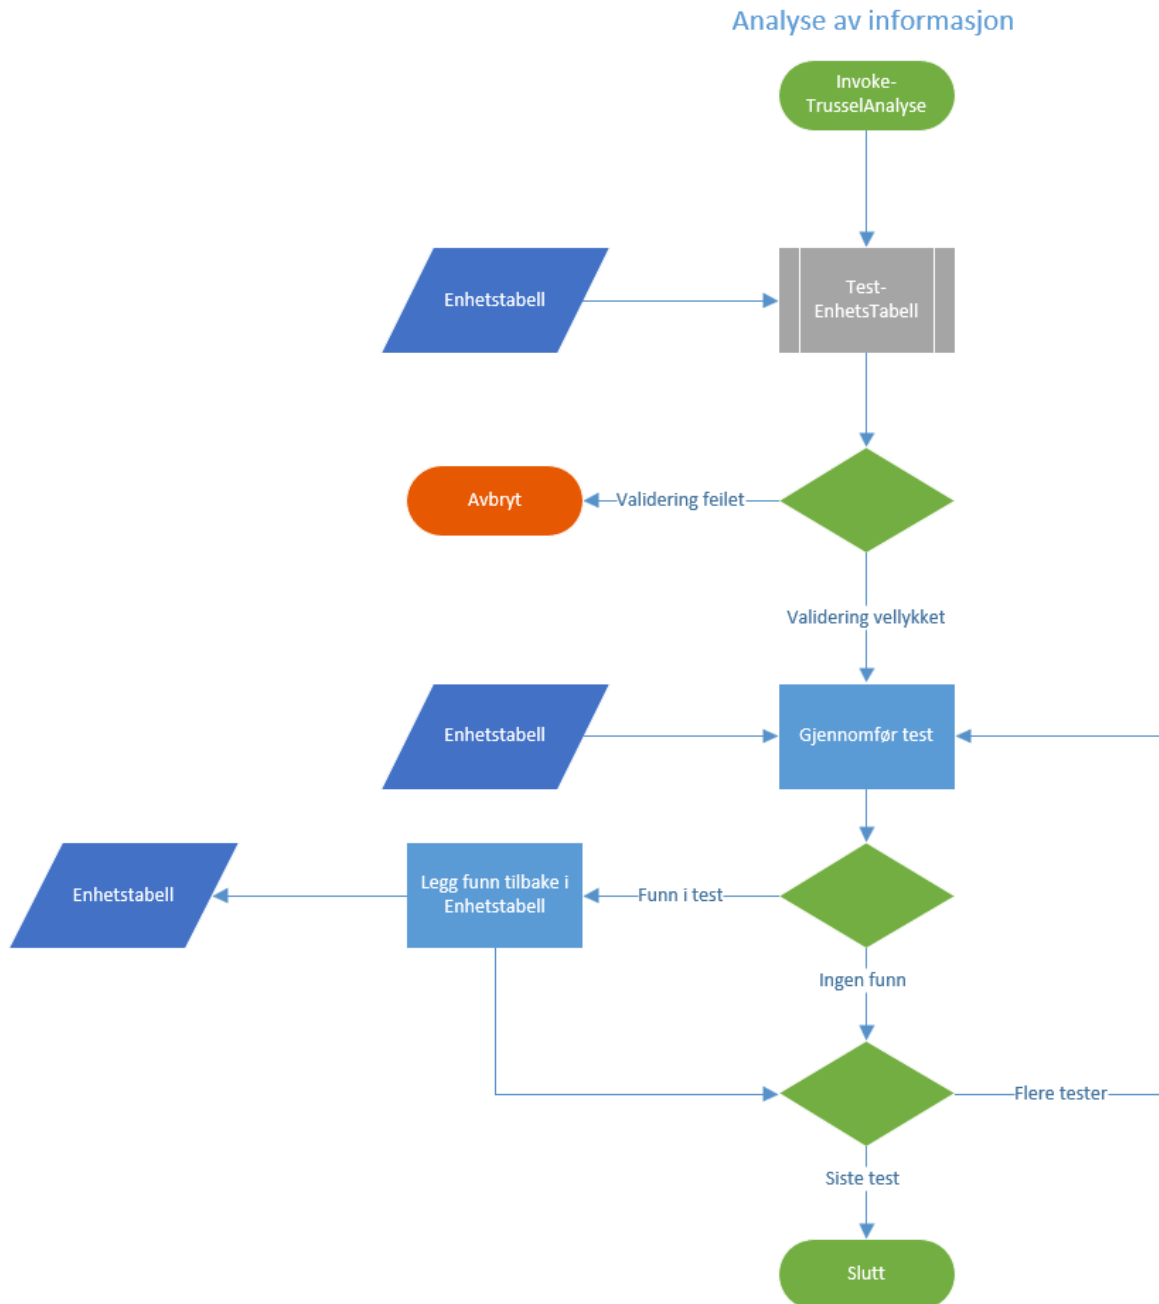 Analyse av informasjon
Invoke-
TrusselAnalyse
Enhetstabell
Test-
EnhetsTabell
Avbryt
Validering feilet
Validering vellykket
Enhetstabell
Gjennomfør test
Enhetstabell
Legg funn tilbake i
Enhetstabell
Funn i test
Ingen funn
Flere tester
Siste test
Slutt